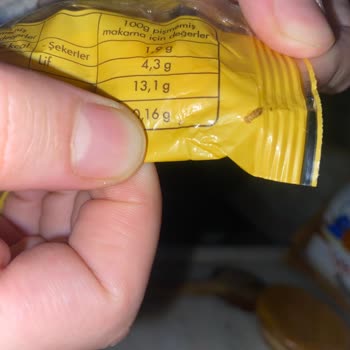 100g pişmemiş
makarna için değerler
Şekerler
1,9 g
Lif
4,3 g
13,1 g
0,16 g